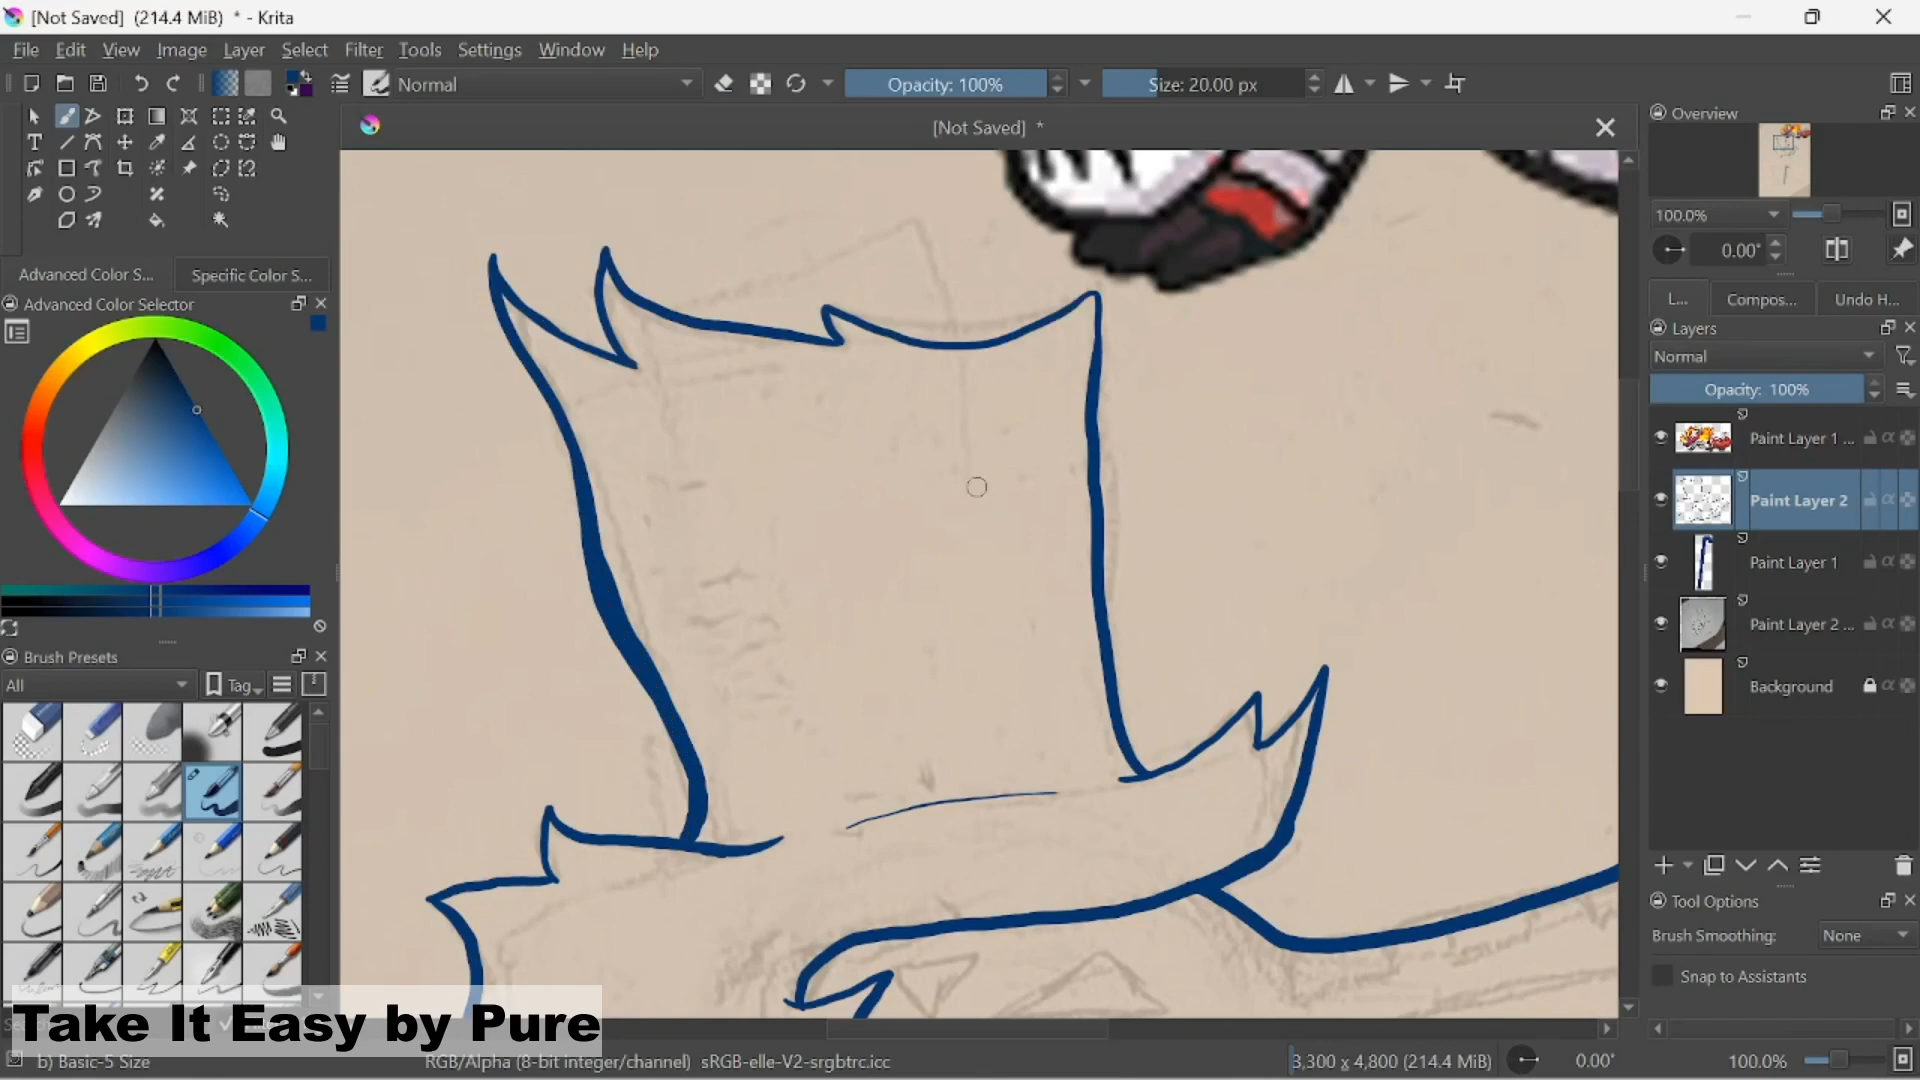 [Not Saved] (214.4 MiB) * - Krita
File Edit View Image Layer Select Filter Tools Settings Window Help
Normal
Opacity: 100%
Size: 20.00 px
[Not Saved] *
Overview
100.0%
0.00°
Advanced Color S...
Specific Color S...
L...
Compos...
Undo H...
Advanced Color Selector
Layers
Normal
Opacity: 100%
Paint Layer 1 ...
Paint Layer 2
Paint Layer 1
Paint Layer 2 ...
Background
Brush Presets
All
Tag
Tool Options
Brush Smoothing:
None
Snap to Assistants
Take It Easy by Pure
b) Basic-5 Size
RGB/Alpha (8-bit integer/channel) sRGB-elle-V2-srgbtrc.icc
3,300 x 4,800 (214.4 MiB)
0.00°
100.0%